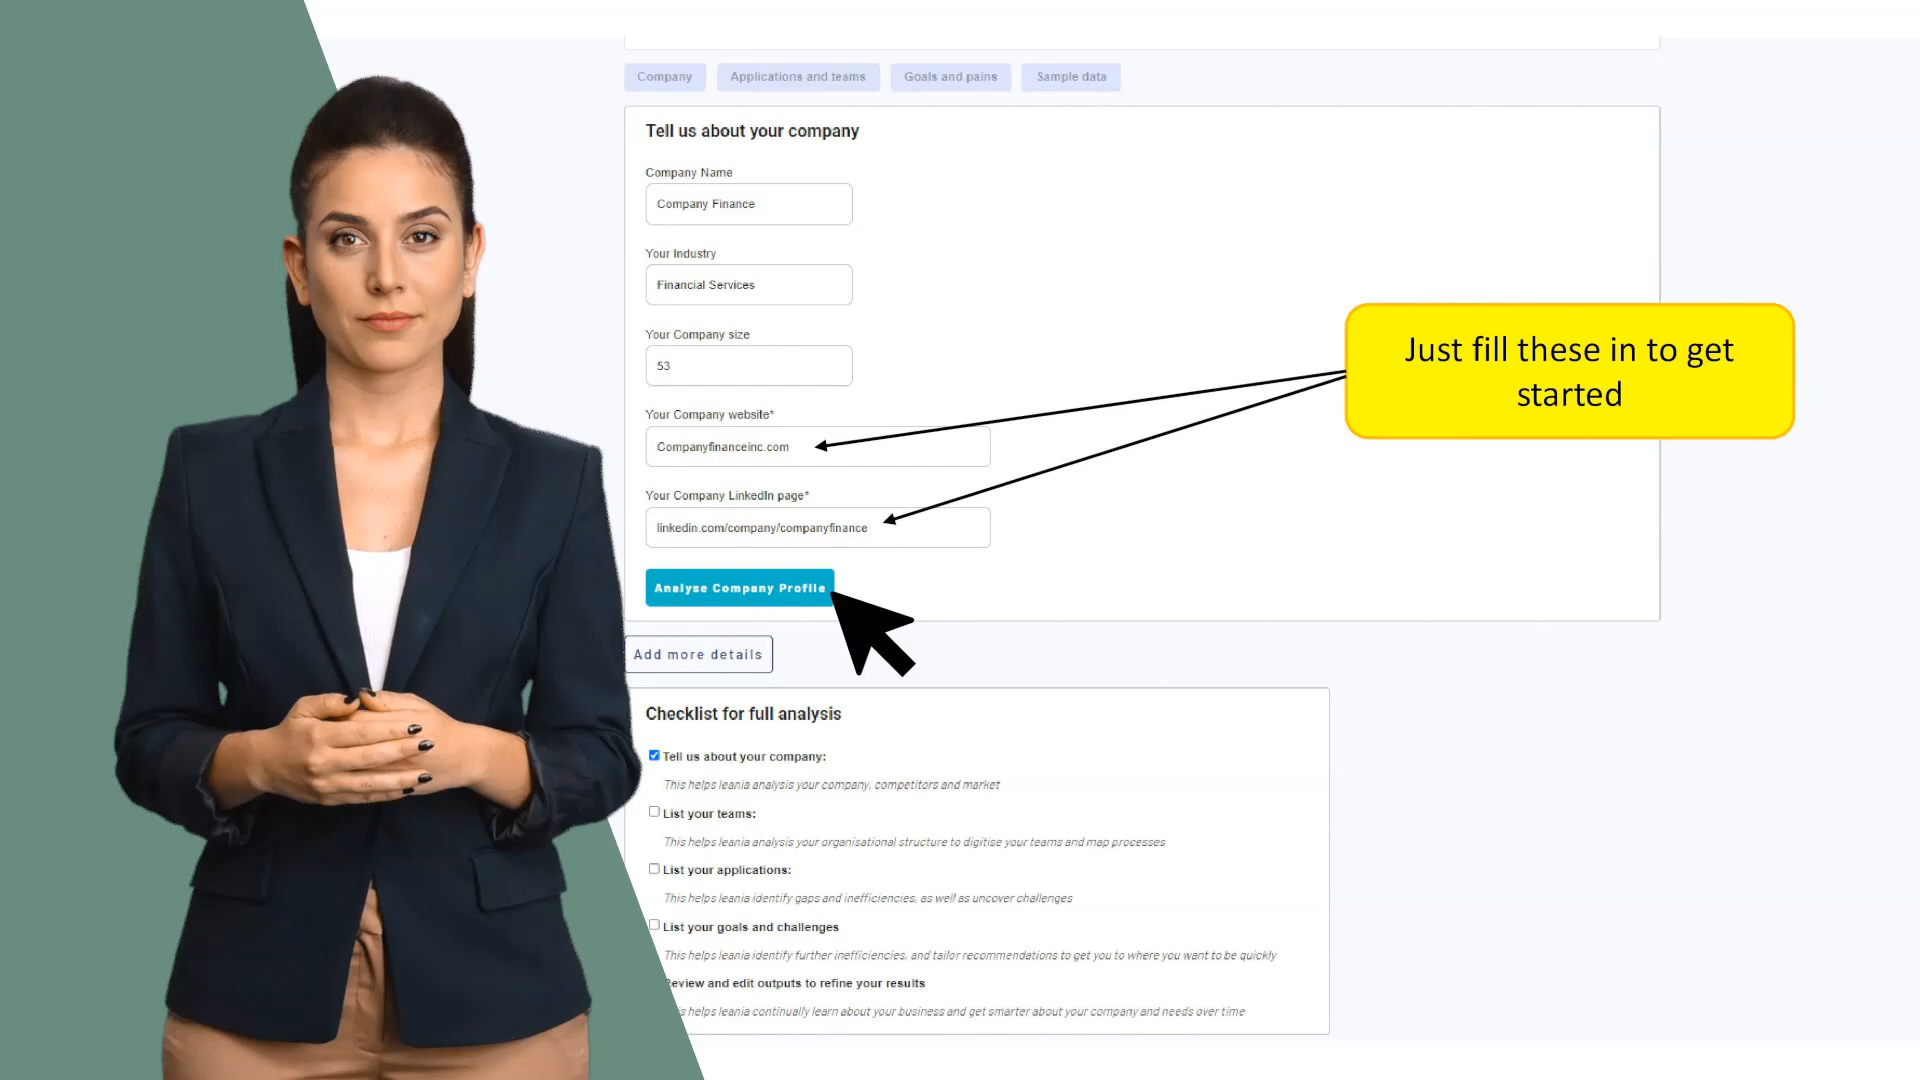 Company
Applications and teams
Goals and pains
Sample data
Tell us about your company
Company Name
Company Finance
Your Industry
Financial Services
Your Company size
53
Your Company website*
Companyfinanceinc.com
Your Company LinkedIn page*
linkedin.com/company/companyfinance
Analyse Company Profile
Just fill these in to get
started
Add more details
Checklist for full analysis
Tell us about your company:
This helps leania analysis your company, competitors and market
List your teams:
This helps leania analysis your organisational structure to digitise your teams and map processes
List your applications:
This helps leania identify gaps and inefficiencies, as well as uncover challenges
List your goals and challenges
This helps leania identify further inefficiencies, and tailor recommendations to get you to where you want to be quickly
and edit outputs to refine your results
helps leania continually learn about your business and get smarter about your company and needs over time